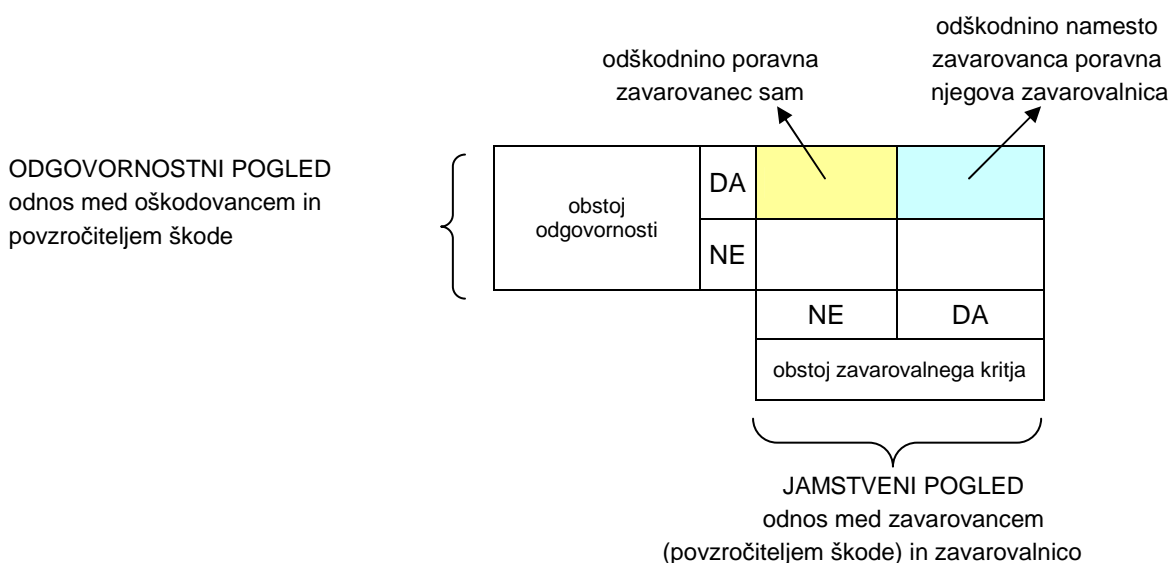 odškodnino poravna
zavarovanec sam
odškodnino namesto
zavarovanca poravna
njegova zavarovalnica
ODGOVORNOSTNI POGLED
odnos med oškodovancem in
povzročiteljem škode
obstoj
odgovornosti
DA
NE
NE
DA
obstoj zavarovalnega kritja
JAMSTVENI POGLED
odnos med zavarovancem
(povzročiteljem škode) in zavarovalnico